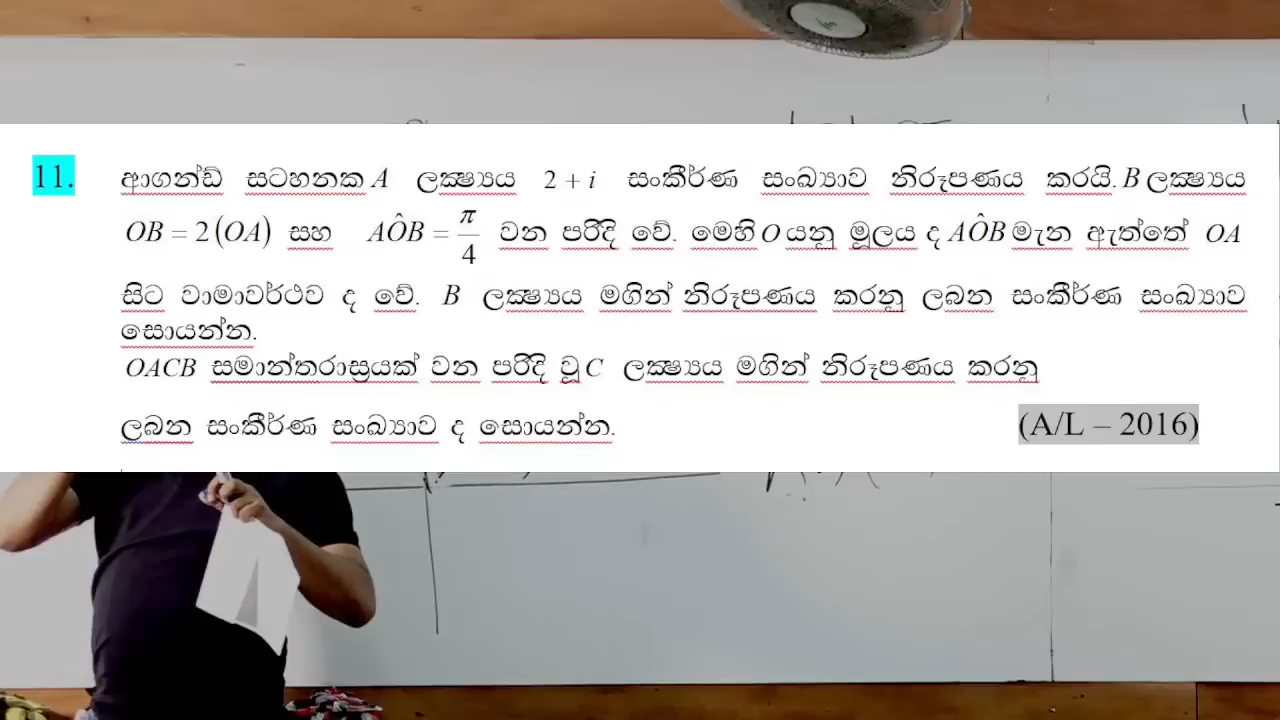 11. ආගන්ඩ් සටහනක A ලක්‍ෂ්‍යය 2 + i සංකීර්ණ සංඛ්‍යාව නිරූපණය කරයි. B ලක්‍ෂ්‍යය
OB = 2 (OA) සහ AÔB = π/4 වන පරිදි වේ. මෙහි O යනු මූලය ද AÔB මැන ඇත්තේ OA
සිට වාමාවර්ථව ද වේ. B ලක්‍ෂ්‍යය මගින් නිරූපණය කරනු ලබන සංකීර්ණ සංඛ්‍යාව
සොයන්න.
OACB සමාන්තරාස්‍රයක් වන පරිදි වූ C ලක්‍ෂ්‍යය මගින් නිරූපණය කරනු
ලබන සංකීර්ණ සංඛ්‍යාව ද සොයන්න. (A/L – 2016)